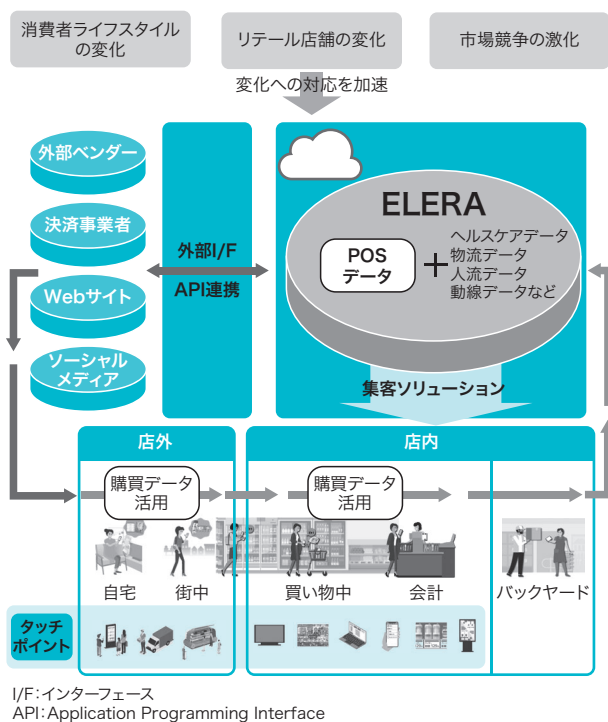 消費者ライフスタイル
の変化
リテール店舗の変化
市場競争の激化
変化への対応を加速
外部ベンダー
決済事業者
Webサイト
ソーシャル
メディア
外部I/F
API連携
ELERA
POS
データ
+
ヘルスケアデータ
物流データ
人流データ
動線データなど
集客ソリューション
店外
店内
購買データ
活用
購買データ
活用
自宅
街中
買い物中
会計
バックヤード
タッチ
ポイント
I/F:インターフェース
API:Application Programming Interface